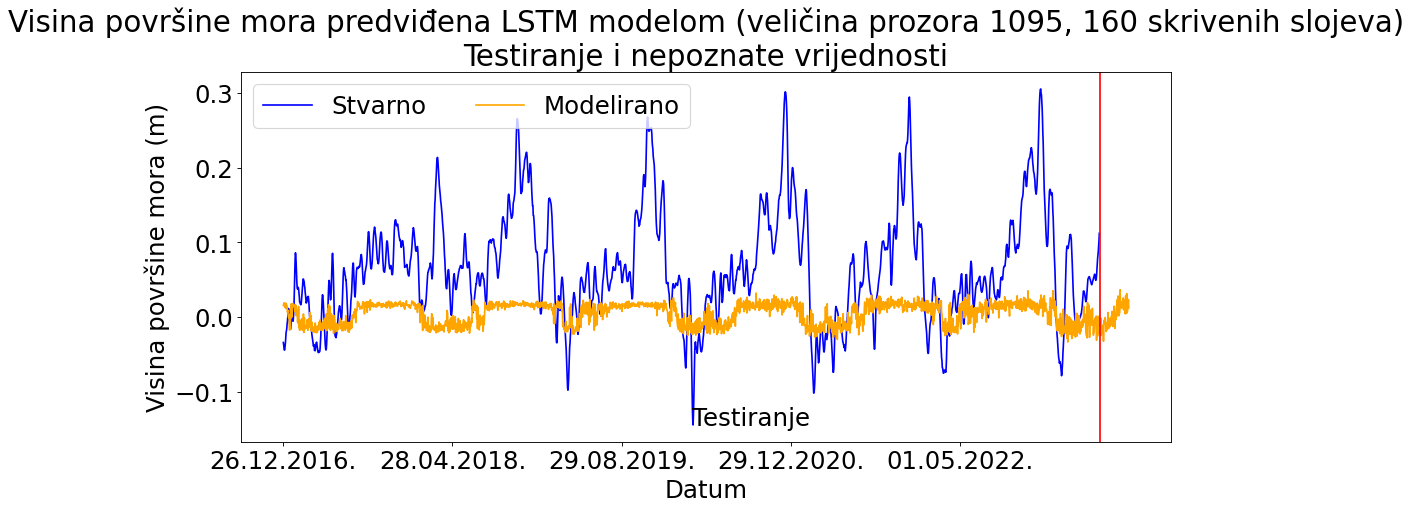 Visina površine mora predviđena LSTM modelom (veličina prozora 1095, 160 skrivenih slojeva)
Testiranje i nepoznate vrijednosti
Stvarno Modelirano
Visina površine mora (m)
0.3
0.2
0.1
0.0
−0.1
Testiranje
26.12.2016. 28.04.2018. 29.08.2019. 29.12.2020. 01.05.2022.
Datum